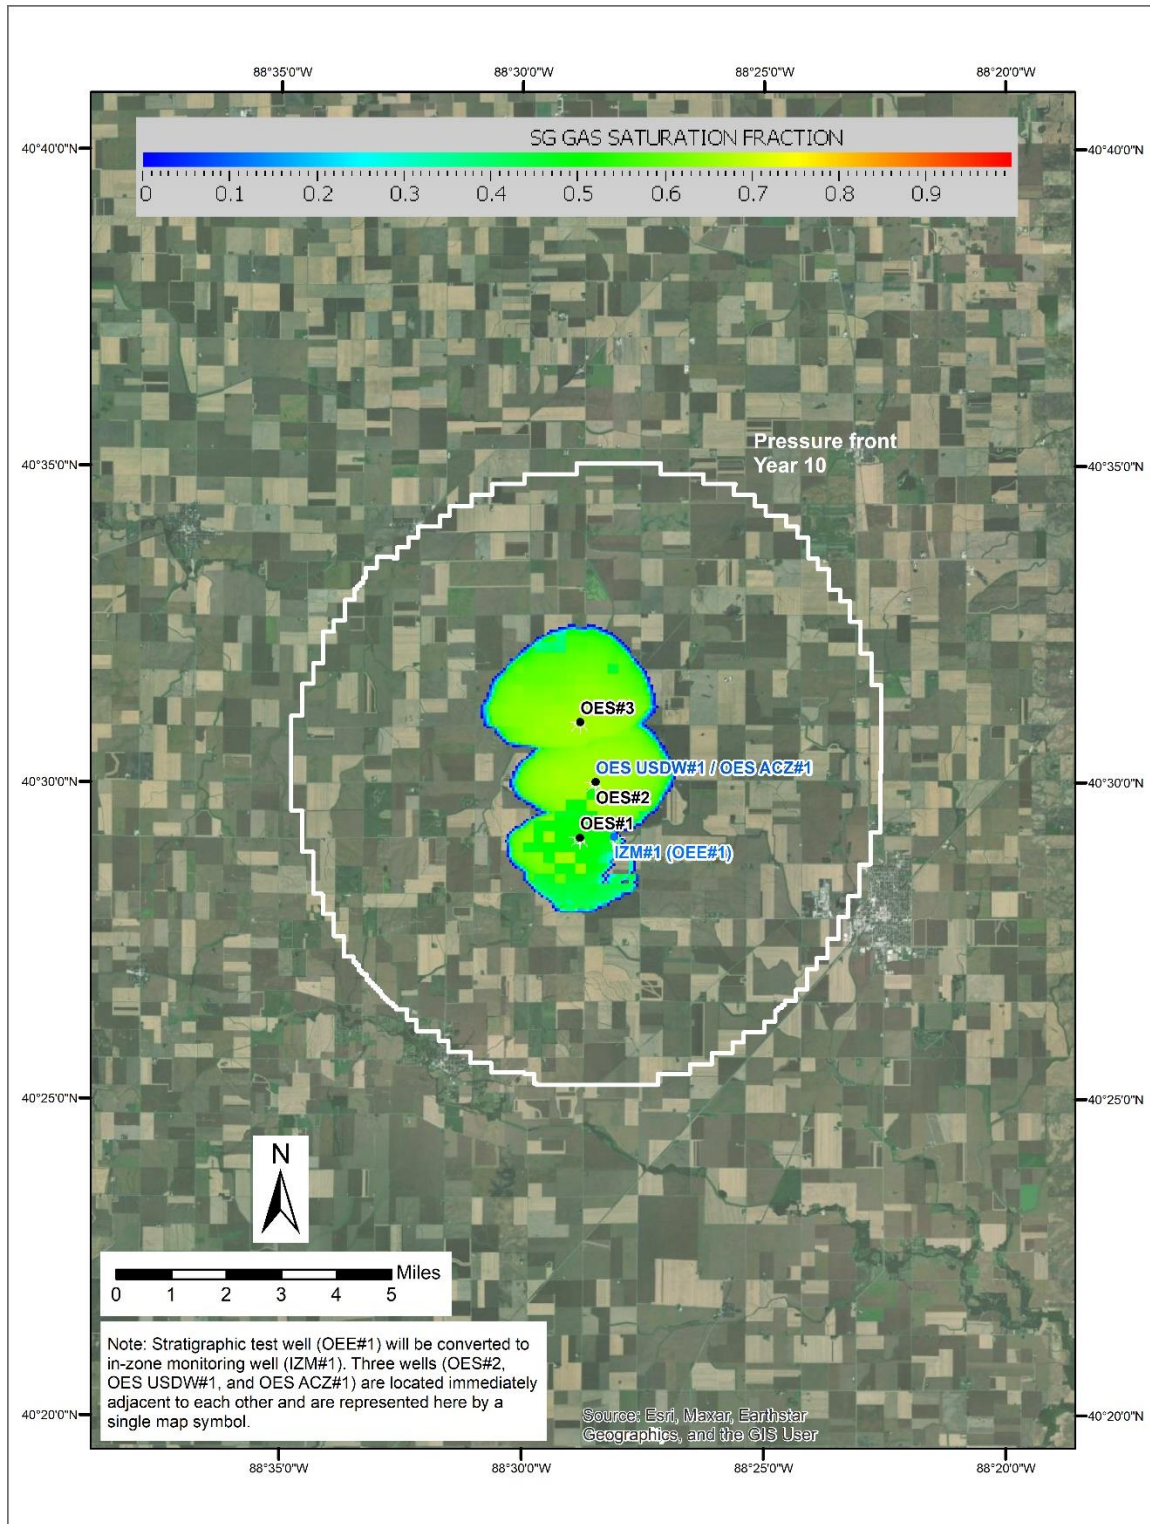 88°35'0"W 88°30'0"W 88°25'0"W 88°20'0"W
40°40'0"N 40°40'0"N
SG GAS SATURATION FRACTION
0 0.1 0.2 0.3 0.4 0.5 0.6 0.7 0.8 0.9
Pressure front
Year 10
40°35'0"N 40°35'0"N
OES#3
OES USDW#1 / OES ACZ#1
40°30'0"N 40°30'0"N
OES#2
OES#1
IZM#1 (OEE#1)
40°25'0"N 40°25'0"N
N
Miles
0 1 2 3 4 5
Note: Stratigraphic test well (OEE#1) will be converted to
in-zone monitoring well (IZM#1). Three wells (OES#2,
OES USDW#1, and OES ACZ#1) are located immediately
adjacent to each other and are represented here by a
single map symbol.
Source: Esri, Maxar, Earthstar
Geographics, and the GIS User
40°20'0"N 40°20'0"N
88°35'0"W 88°30'0"W 88°25'0"W 88°20'0"W